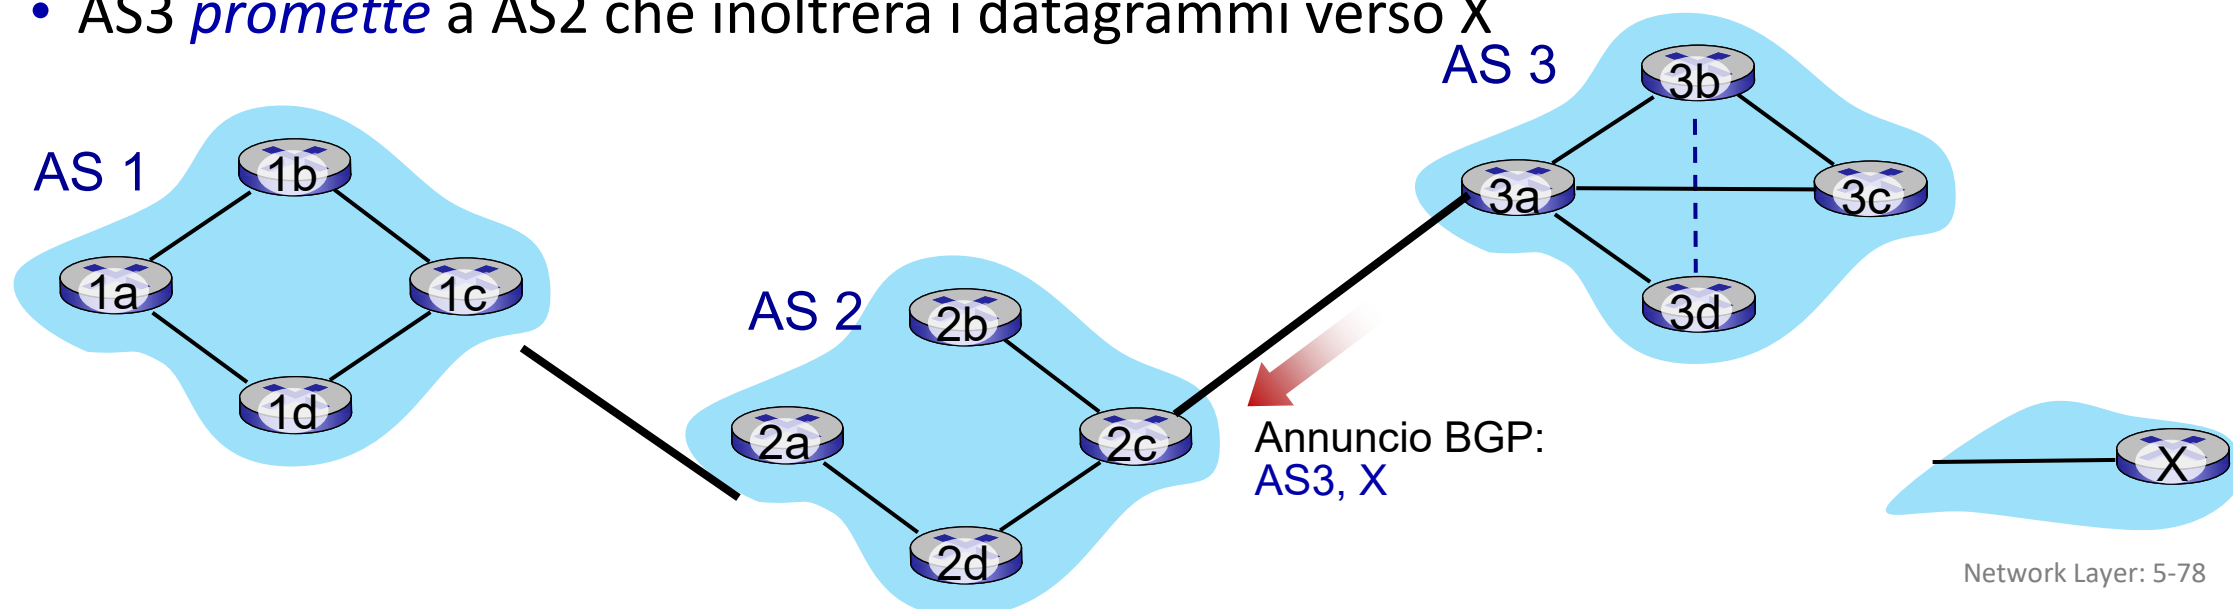 • AS3 promette a AS2 che inoltrerà i datagrammi verso X
AS 3
3b
AS 1
1b
3a
3c
1a
1c
AS 2
2b
3d
1d
2a
2c
Annuncio BGP:
AS3, X
X
2d
Network Layer: 5-78